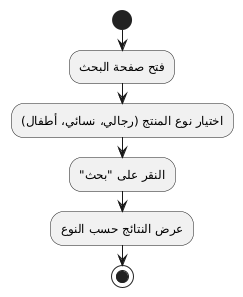 فتح صفحة البحث
اختيار نوع المنتج (رجالي، نسائي، أطفال)
النقر على "بحث"
عرض النتائج حسب النوع